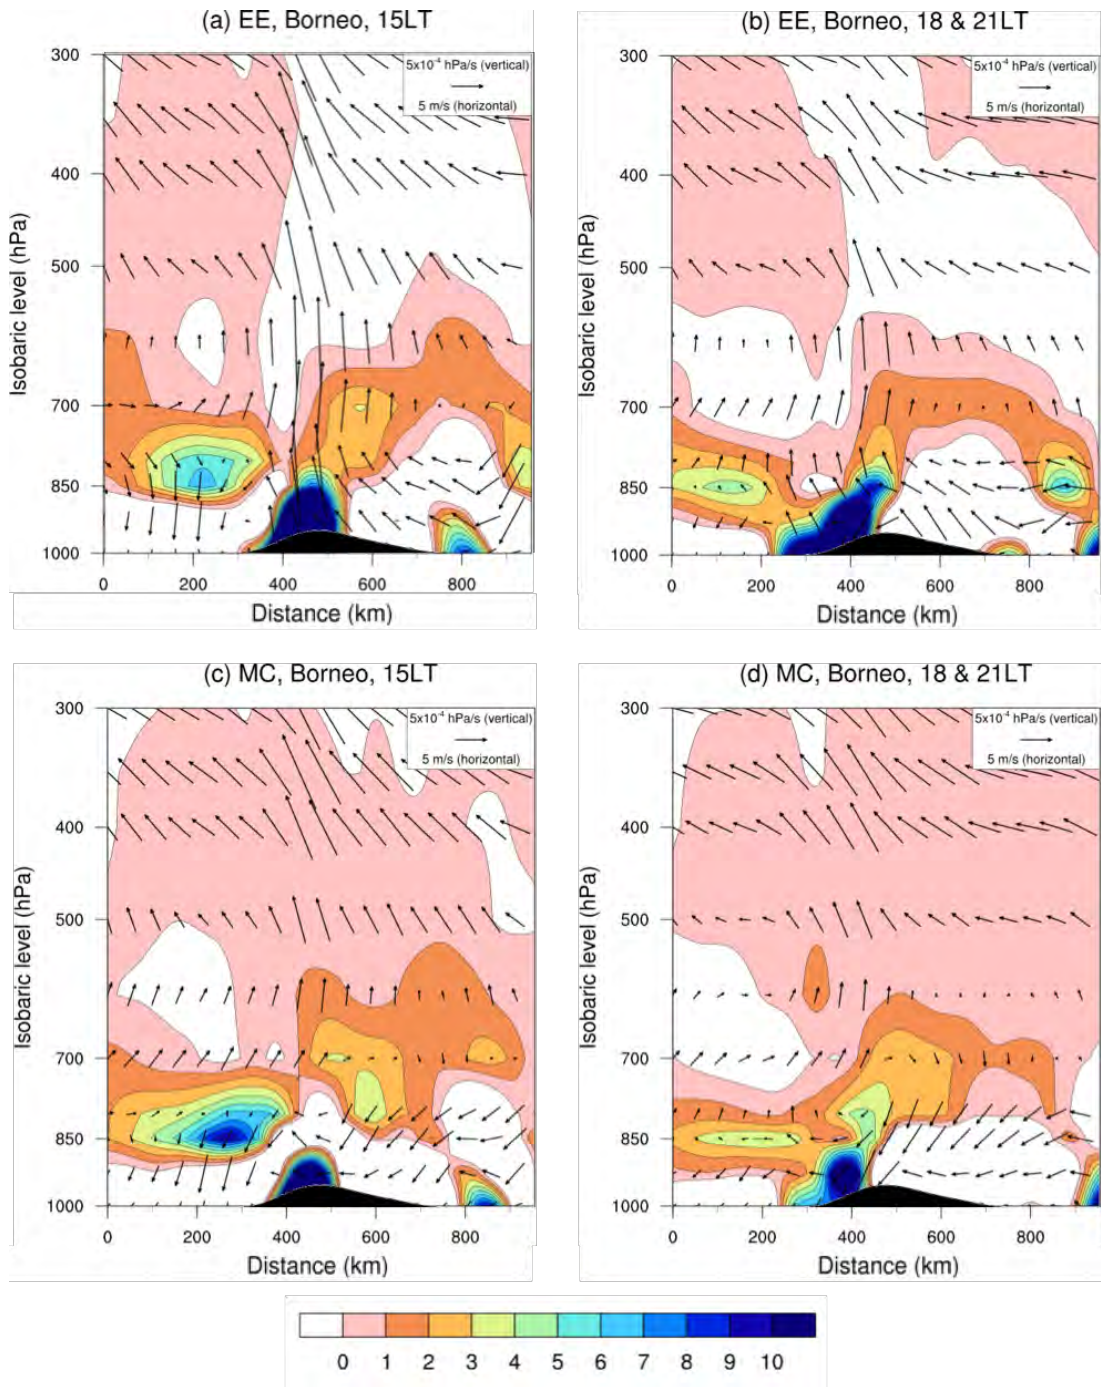 (a) EE, Borneo, 15LT
300
400
500
700
850
1000
Isobaric level (hPa)
5x10⁻⁴ hPa/s (vertical)
5 m/s (horizontal)
0 200 400 600 800
Distance (km)
(b) EE, Borneo, 18 & 21LT
300
400
500
700
850
1000
Isobaric level (hPa)
5x10⁻⁴ hPa/s (vertical)
5 m/s (horizontal)
0 200 400 600 800
Distance (km)
(c) MC, Borneo, 15LT
300
400
500
700
850
1000
Isobaric level (hPa)
5x10⁻⁴ hPa/s (vertical)
5 m/s (horizontal)
0 200 400 600 800
Distance (km)
(d) MC, Borneo, 18 & 21LT
300
400
500
700
850
1000
Isobaric level (hPa)
5x10⁻⁴ hPa/s (vertical)
5 m/s (horizontal)
0 200 400 600 800
Distance (km)
0 1 2 3 4 5 6 7 8 9 10